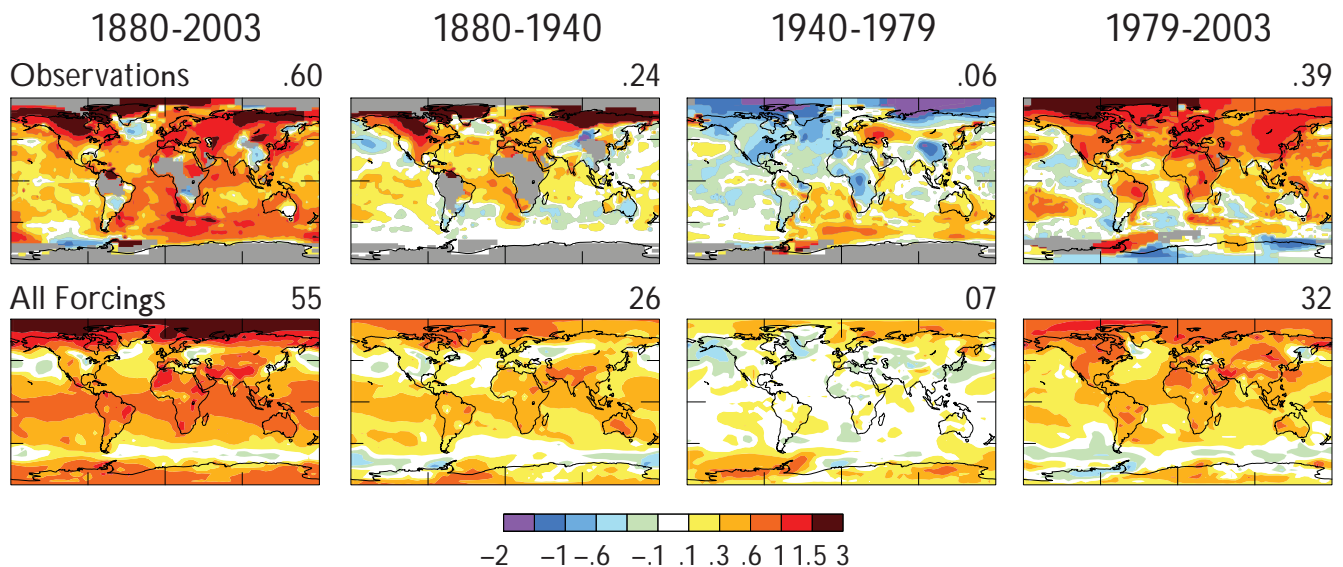 1880-2003 1880-1940 1940-1979 1979-2003
Observations .60 .24 .06 .39
All Forcings 55 26 07 32
−2 −1 −.6 −.1 .1 .3 .6 1 1.5 3